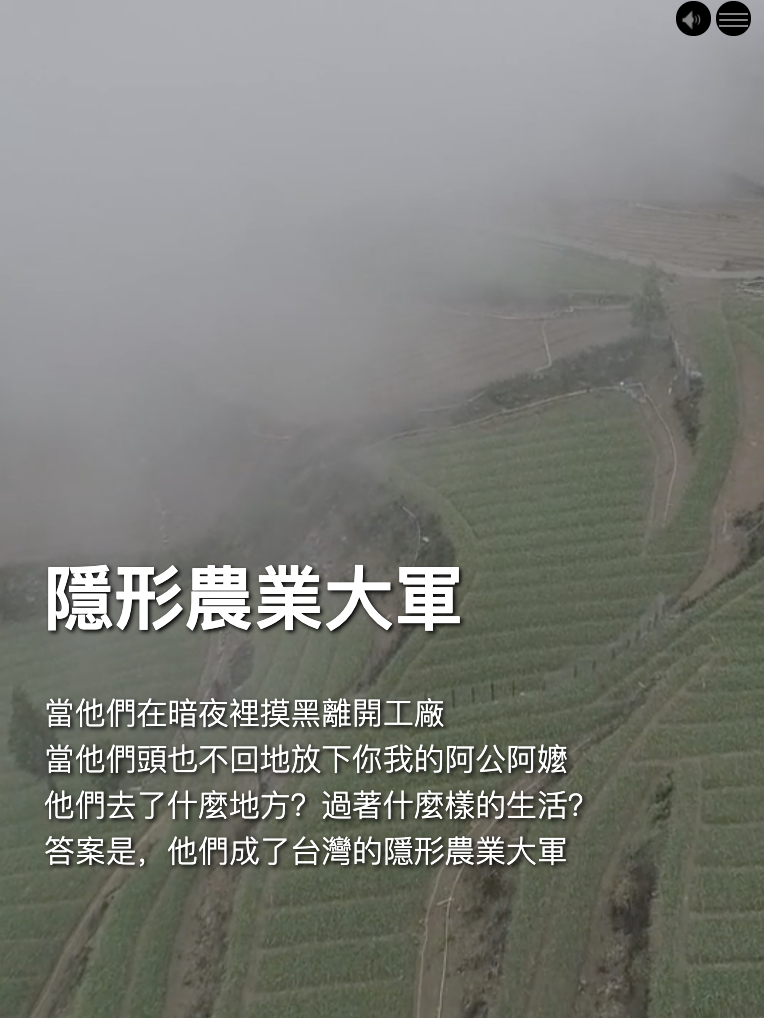 隱形農業大軍
當他們在暗夜裡摸黑離開工廠
當他們頭也不回地放下你我的阿公阿嬤
他們去了什麼地方？過著什麼樣的生活？
答案是，他們成了台灣的隱形農業大軍